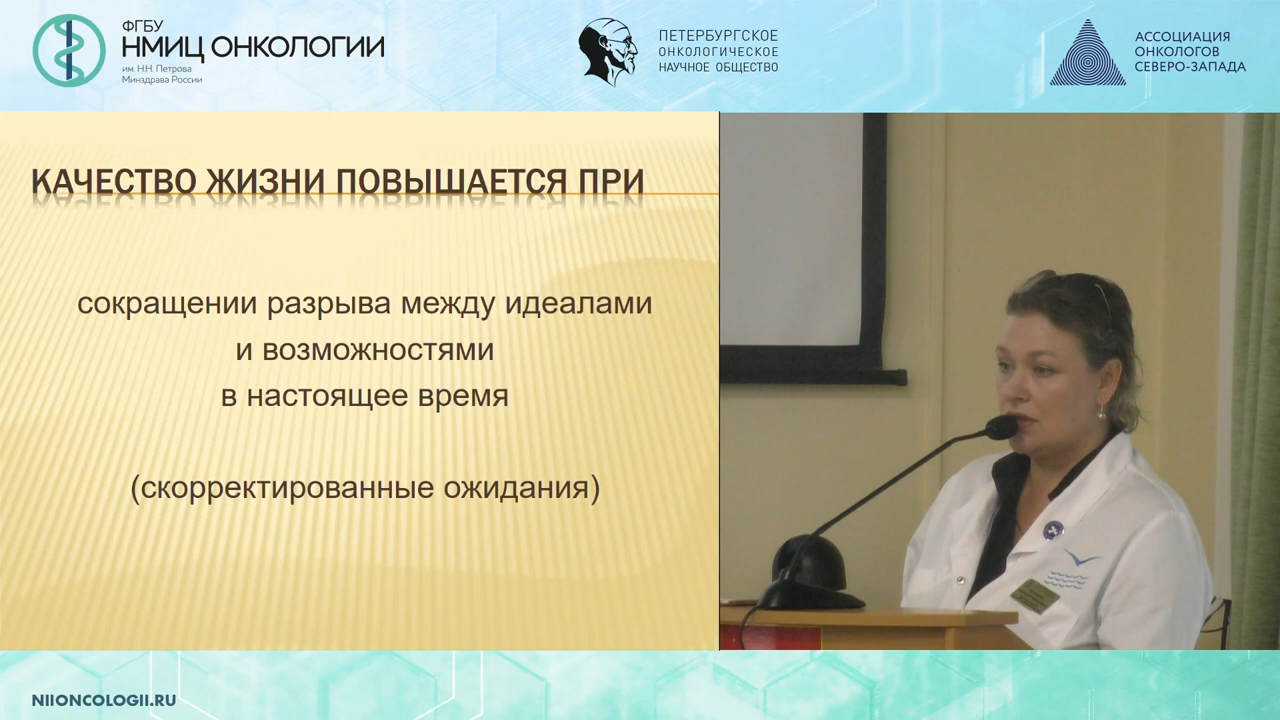 ФГБУ
НМИЦ ОНКОЛОГИИ
им. Н.Н. Петрова
Минздрава России
ПЕТЕРБУРГСКОЕ
ОНКОЛОГИЧЕСКОЕ
НАУЧНОЕ ОБЩЕСТВО
АССОЦИАЦИЯ
ОНКОЛОГОВ
СЕВЕРО-ЗАПАДА
КАЧЕСТВО ЖИЗНИ ПОВЫШАЕТСЯ ПРИ
сокращении разрыва между идеалами
и возможностями
в настоящее время
(скорректированные ожидания)
NIIONCOLOGII.RU